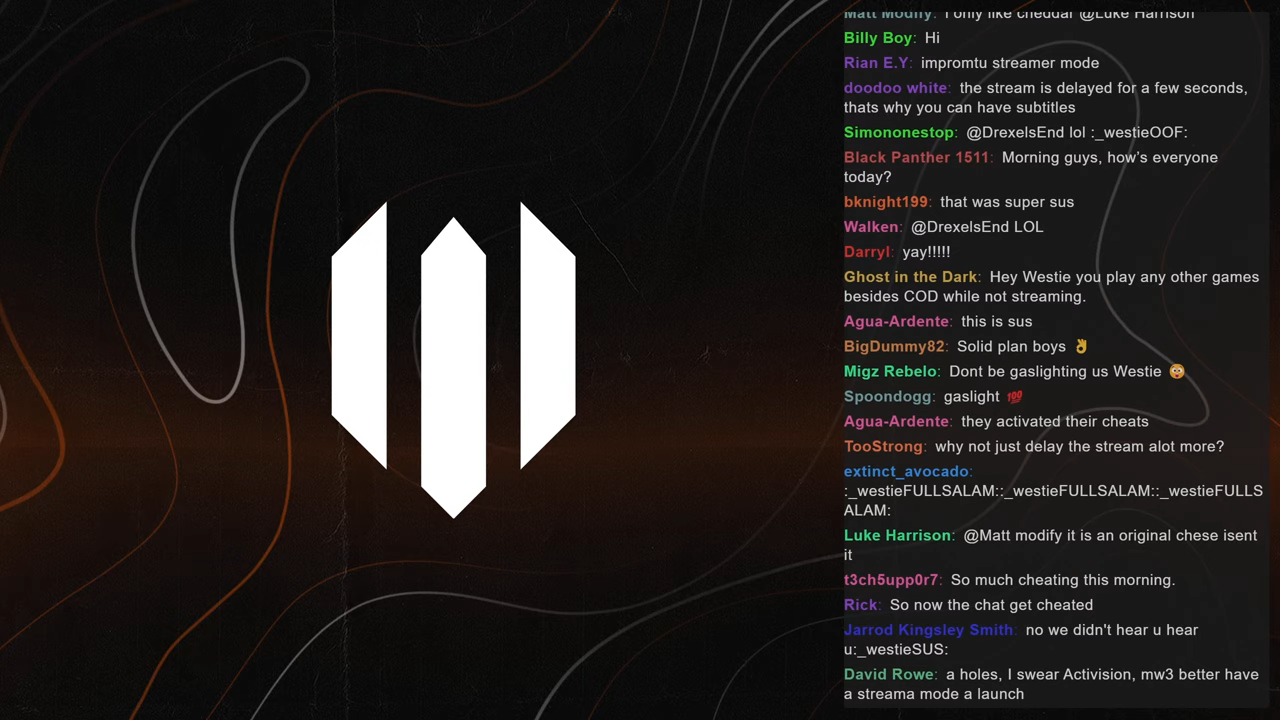 Matt Modify: I only like cheddar @Luke Harrison
Billy Boy: Hi
Rian E.Y: impromtu streamer mode
doodoo white: the stream is delayed for a few seconds,
thats why you can have subtitles
Simononestop: @DrexelsEnd lol :_westieOOF:
Black Panther 1511: Morning guys, how’s everyone
today?
bknight199: that was super sus
Walken: @DrexelsEnd LOL
Darryl: yay!!!!!
Ghost in the Dark: Hey Westie you play any other games
besides COD while not streaming.
Agua-Ardente: this is sus
BigDummy82: Solid plan boys 👌
Migz Rebelo: Dont be gaslighting us Westie 😳
Spoondogg: gaslight 💯
Agua-Ardente: they activated their cheats
TooStrong: why not just delay the stream alot more?
extinct_avocado:
:_westieFULLSALAM::_westieFULLSALAM::_westieFULLS
ALAM:
Luke Harrison: @Matt modify it is an original chese isent
it
t3ch5upp0r7: So much cheating this morning.
Rick: So now the chat get cheated
Jarrod Kingsley Smith: no we didn't hear u hear
u:_westieSUS:
David Rowe: a holes, I swear Activision, mw3 better have
a streama mode a launch